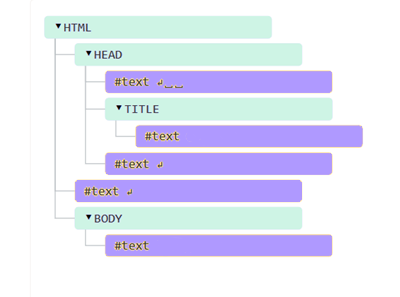 ▼HTML
▼HEAD
#text ↵␣␣
▼TITLE
#text
#text ↵
#text ↵
▼BODY
#text